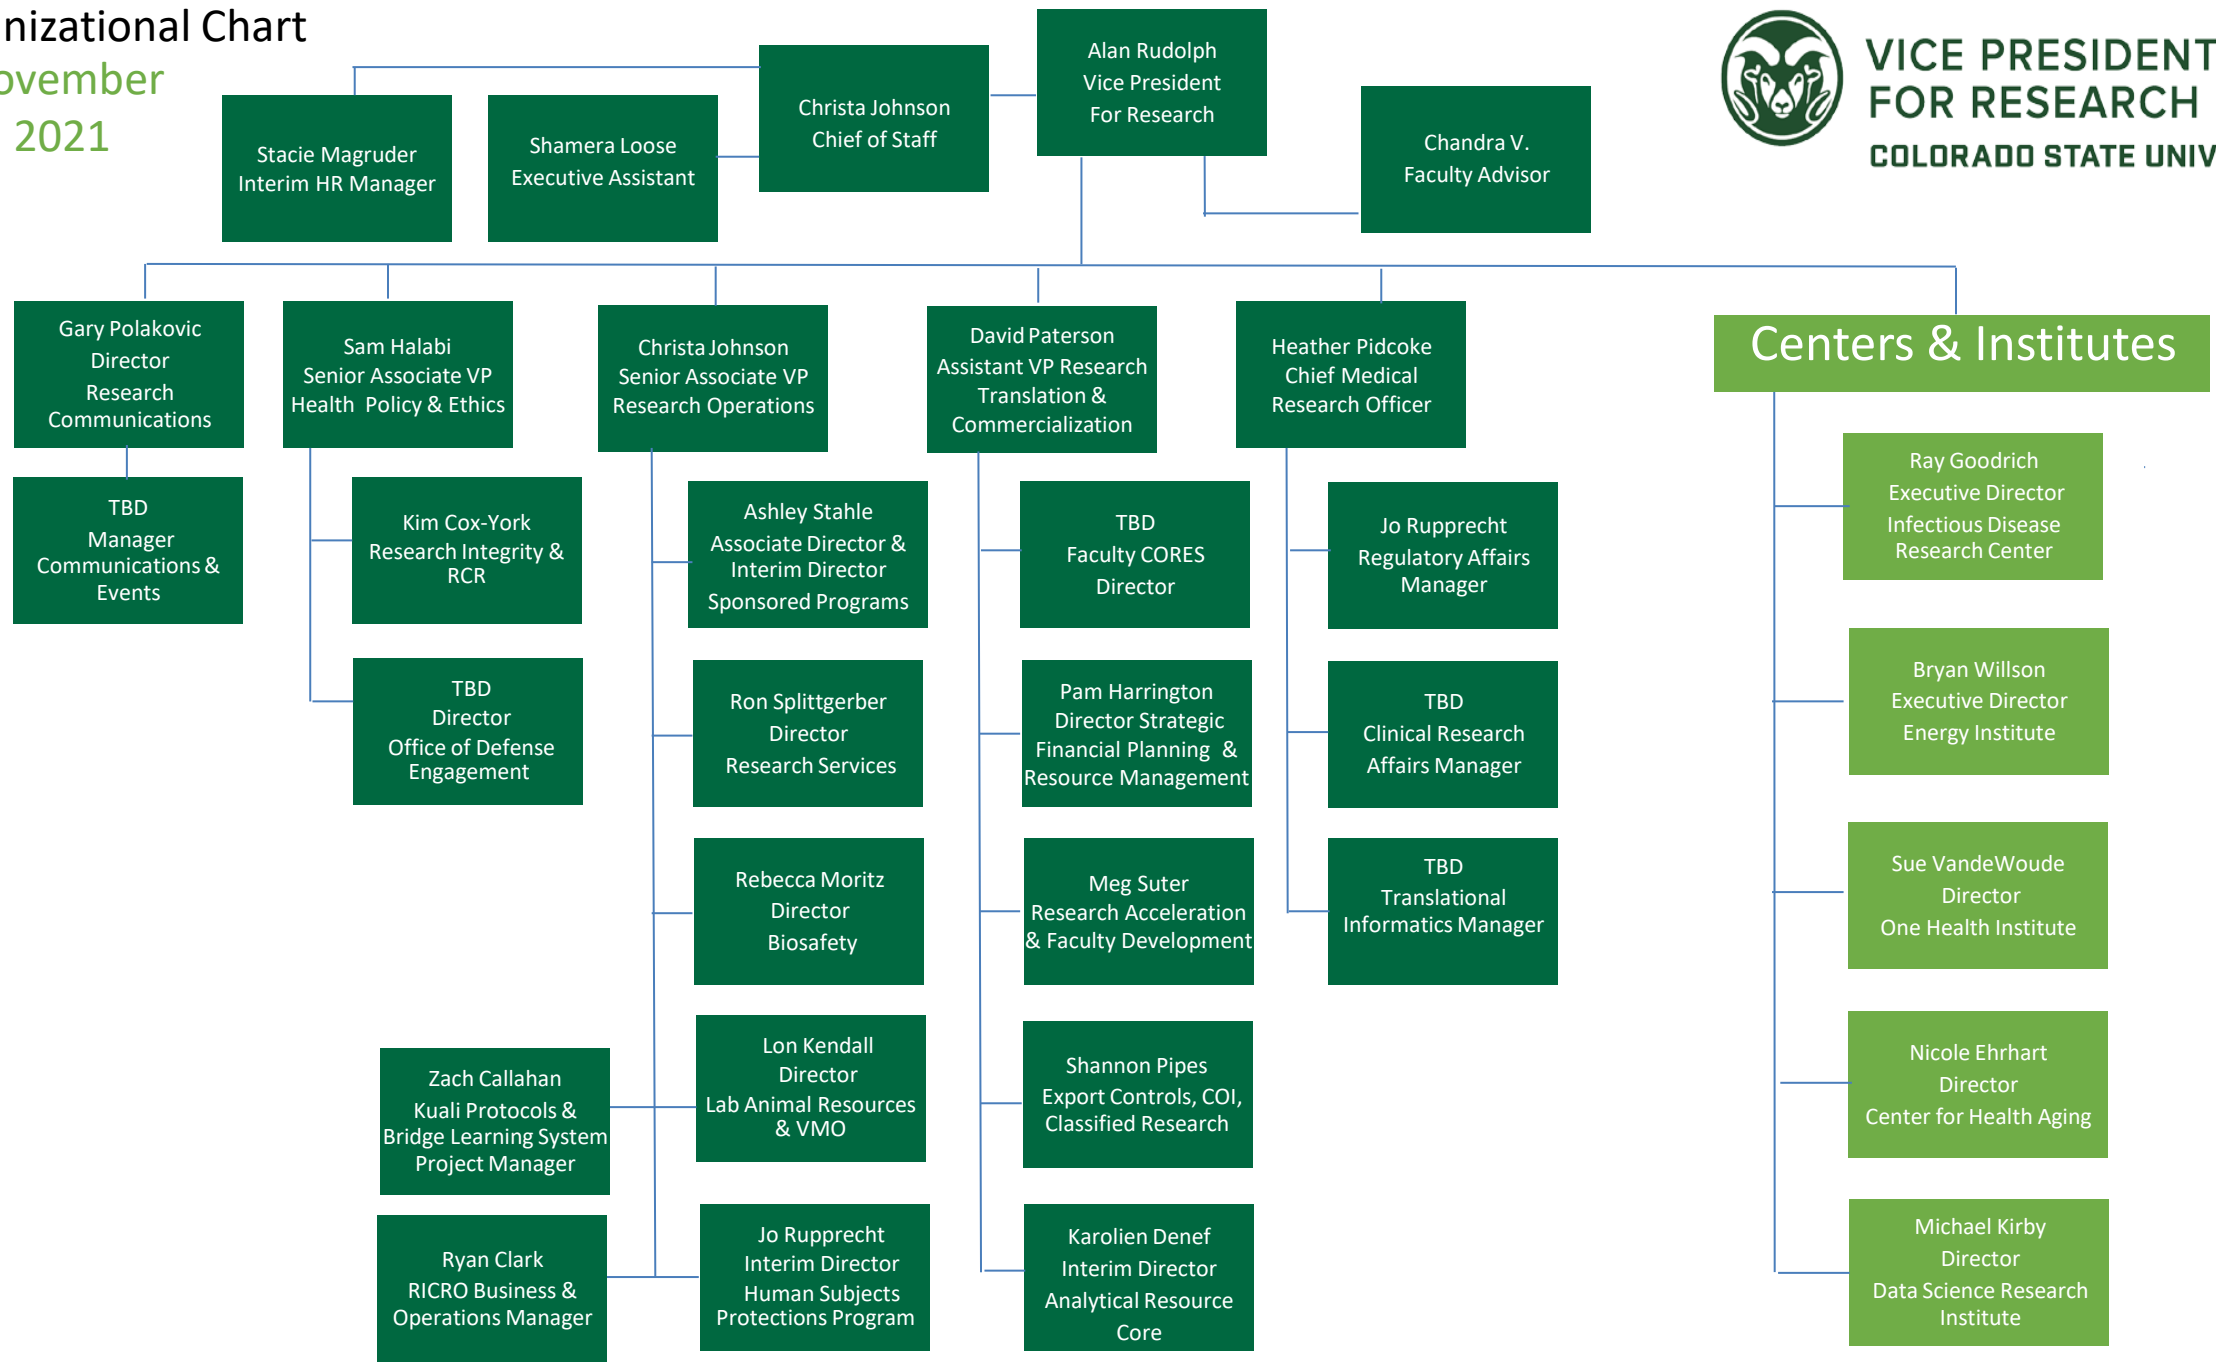 nizational Chart
ovember
2021
VICE PRESIDENT
FOR RESEARCH
COLORADO STATE UNIV
Alan Rudolph
Vice President
For Research
Christa Johnson
Chief of Staff
Stacie Magruder
Interim HR Manager
Shamera Loose
Executive Assistant
Chandra V.
Faculty Advisor
Gary Polakovic
Director
Research
Communications
TBD
Manager
Communications &
Events
Sam Halabi
Senior Associate VP
Health Policy & Ethics
Kim Cox-York
Research Integrity &
RCR
TBD
Director
Office of Defense
Engagement
Christa Johnson
Senior Associate VP
Research Operations
Ashley Stahle
Associate Director &
Interim Director
Sponsored Programs
Ron Splittgerber
Director
Research Services
Rebecca Moritz
Director
Biosafety
Lon Kendall
Director
Lab Animal Resources
& VMO
Zach Callahan
Kuali Protocols &
Bridge Learning System
Project Manager
Jo Rupprecht
Interim Director
Human Subjects
Protections Program
Ryan Clark
RICRO Business &
Operations Manager
David Paterson
Assistant VP Research
Translation &
Commercialization
TBD
Faculty CORES
Director
Pam Harrington
Director Strategic
Financial Planning &
Resource Management
Meg Suter
Research Acceleration
& Faculty Development
Shannon Pipes
Export Controls, COI,
Classified Research
Karolien Denef
Interim Director
Analytical Resource
Core
Heather Pidcoke
Chief Medical
Research Officer
Jo Rupprecht
Regulatory Affairs
Manager
TBD
Clinical Research
Affairs Manager
TBD
Translational
Informatics Manager
Centers & Institutes
Ray Goodrich
Executive Director
Infectious Disease
Research Center
Bryan Willson
Executive Director
Energy Institute
Sue VandeWoude
Director
One Health Institute
Nicole Ehrhart
Director
Center for Health Aging
Michael Kirby
Director
Data Science Research
Institute